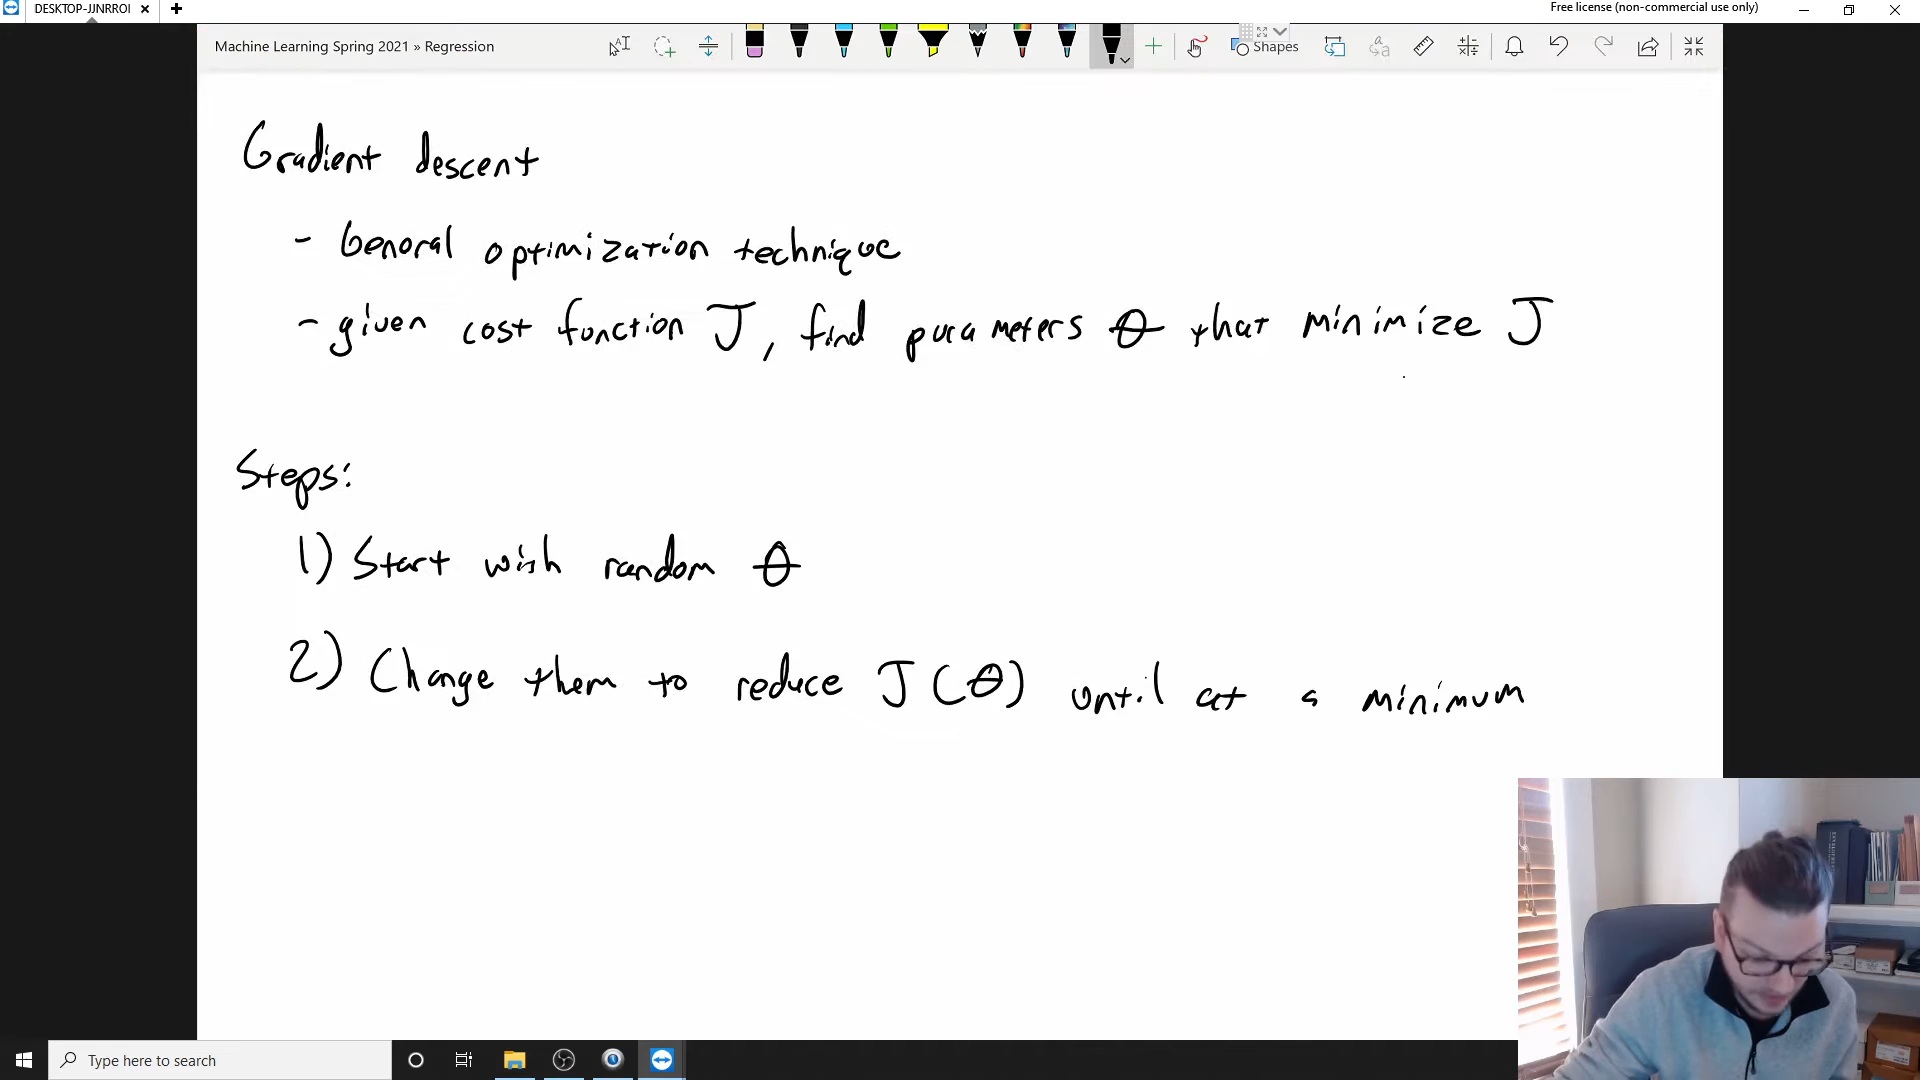 DESKTOP-JJNRROI
Free license (non-commercial use only)
Machine Learning Spring 2021 » Regression
Shapes
Gradient descent
- General optimization technique
- given cost function J, find parameters θ that minimize J
Steps:
1) Start with random θ
2) Change them to reduce J(θ) until at a minimum
Type here to search